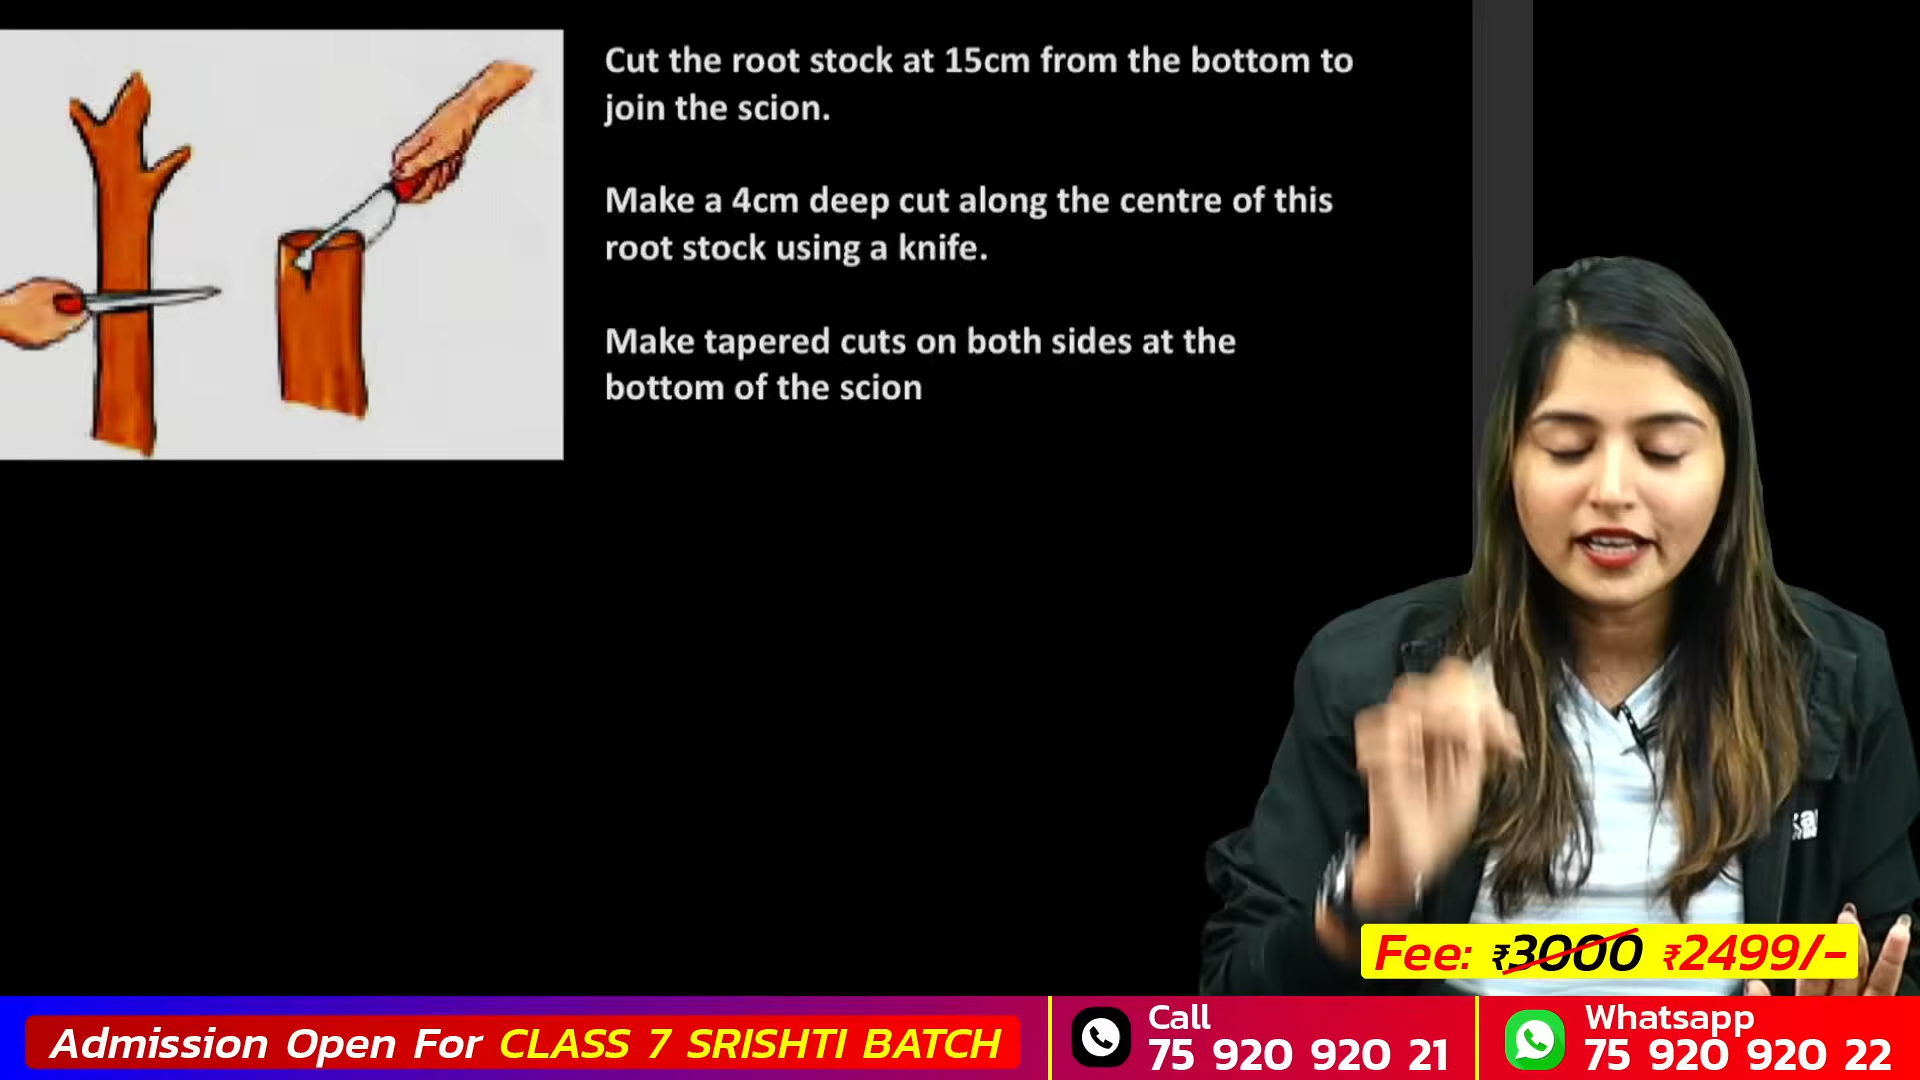 Cut the root stock at 15cm from the bottom to
join the scion.
Make a 4cm deep cut along the centre of this
root stock using a knife.
Make tapered cuts on both sides at the
bottom of the scion
Fee: ₹3000 ₹2499/-
Admission Open For CLASS 7 SRISHTI BATCH
Call
75 920 920 21
Whatsapp
75 920 920 22